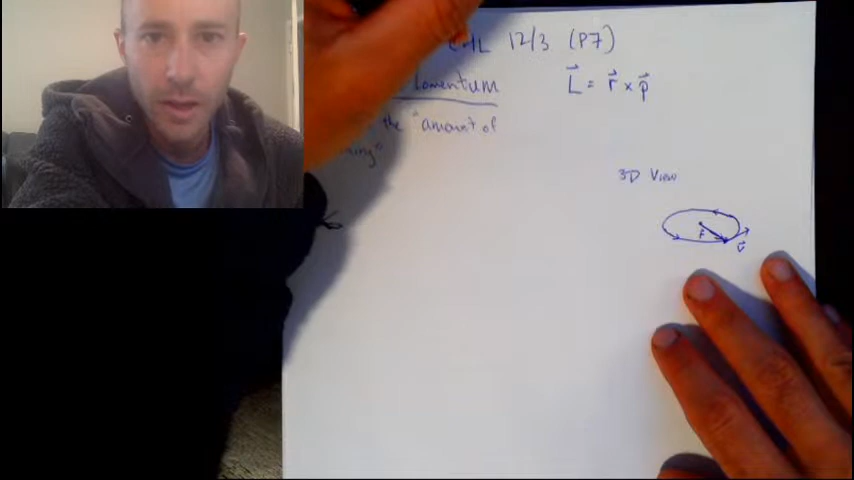 12/3 (P7)
Momentum
L⃗ = r⃗ × p⃗
the "amount of
3D View
r⃗
v⃗